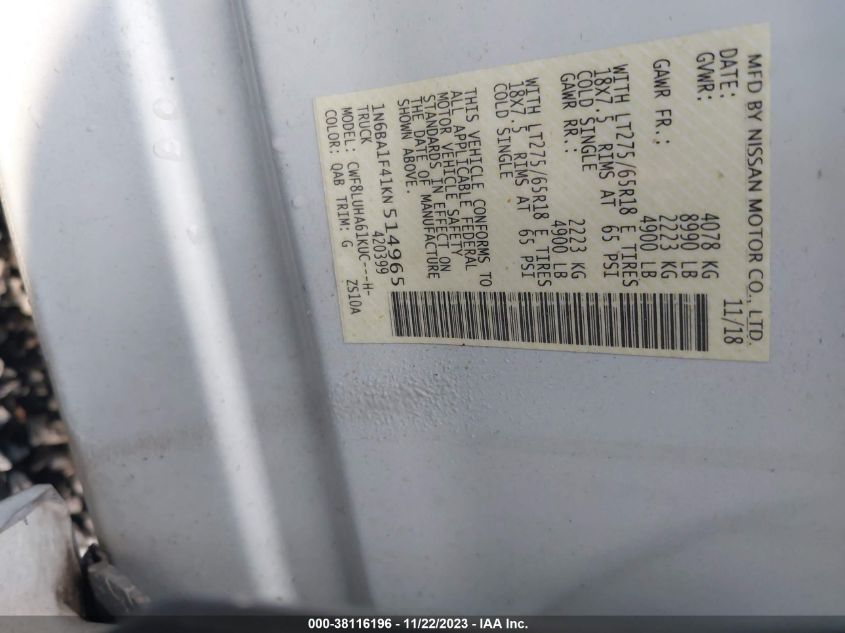 MFD BY NISSAN MOTOR CO., LTD.
DATE: 11/18
GVWR: 4078 KG
8990 LB
GAWR FR.: 2223 KG
4900 LB
WITH LT275/65R18 E TIRES
18X7.5 RIMS AT 65 PSI
COLD SINGLE
GAWR RR.: 2223 KG
4900 LB
WITH LT275/65R18 E TIRES
18X7.5 RIMS AT 65 PSI
COLD SINGLE
THIS VEHICLE CONFORMS TO
ALL APPLICABLE FEDERAL
MOTOR VEHICLE SAFETY
STANDARDS IN EFFECT ON
THE DATE OF MANUFACTURE
SHOWN ABOVE.
1N6BA1F41KN514965
TRUCK 420399
MODEL: CWF8LUHA61KUC---H-
COLOR: QAB TRIM: G ZS10A
000-38116196 - 11/22/2023 - IAA Inc.